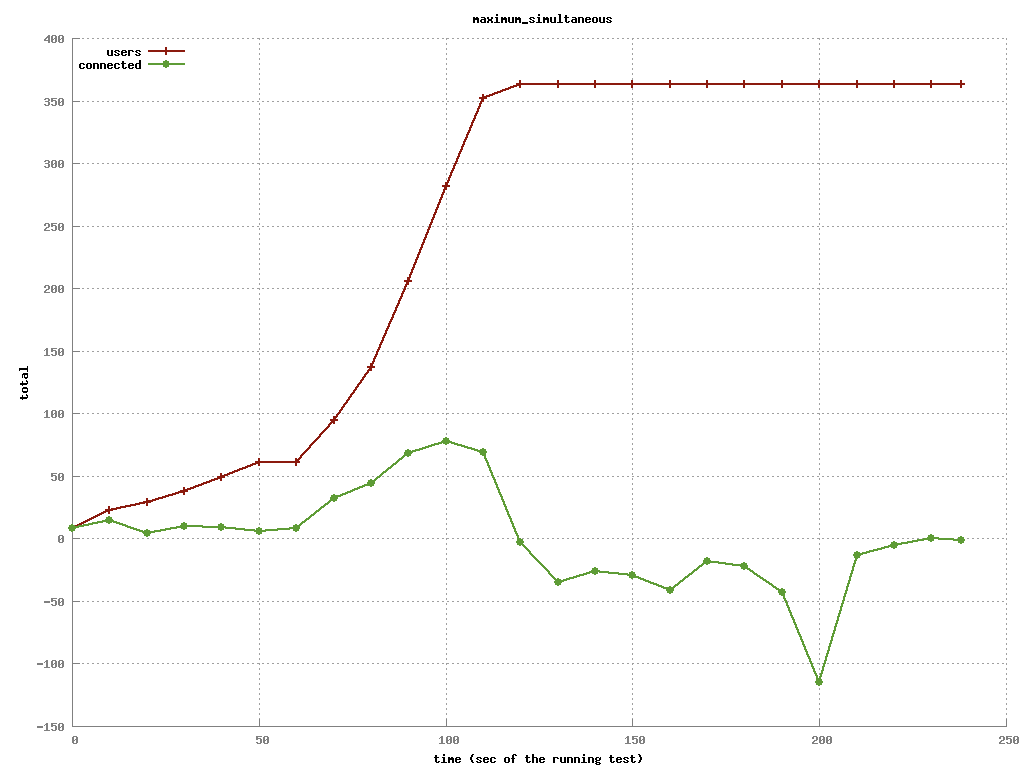 maximum_simultaneous
400
users
connected
350
300
250
200
150
100
50
0
-50
-100
-150
total
0 50 100 150 200 250
time (sec of the running test)